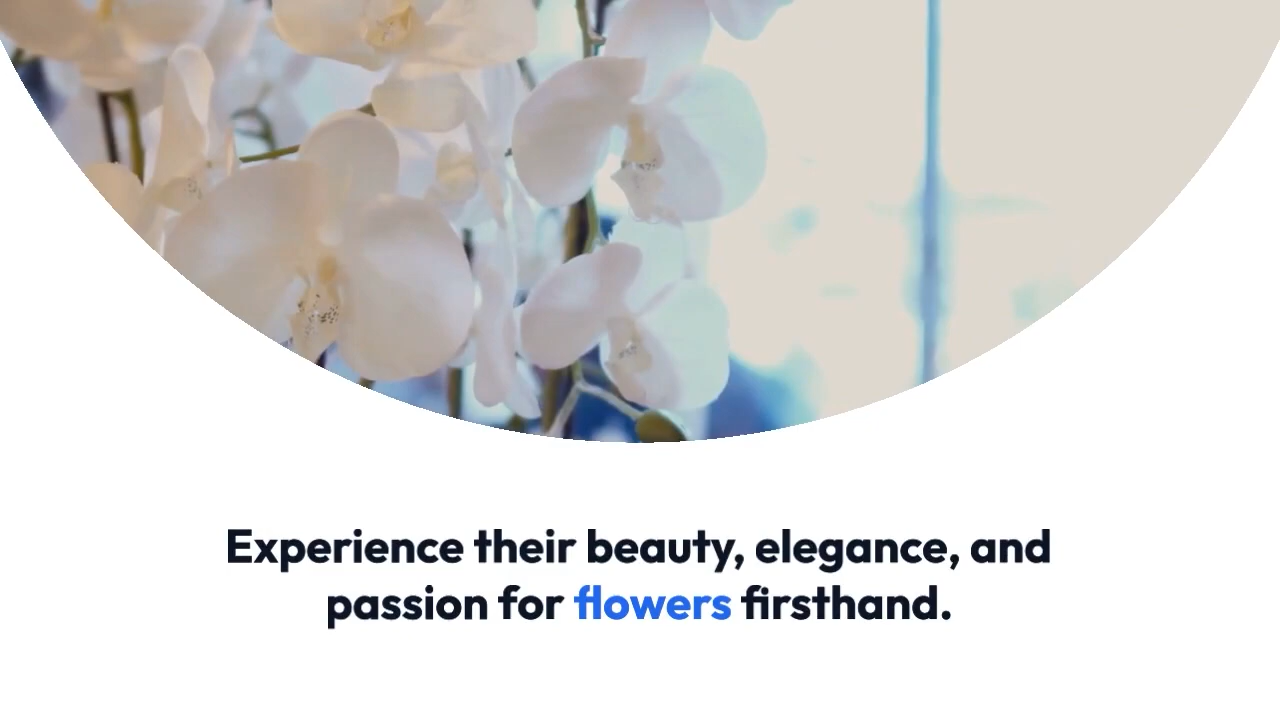 Experience their beauty, elegance, and
passion for flowers firsthand.